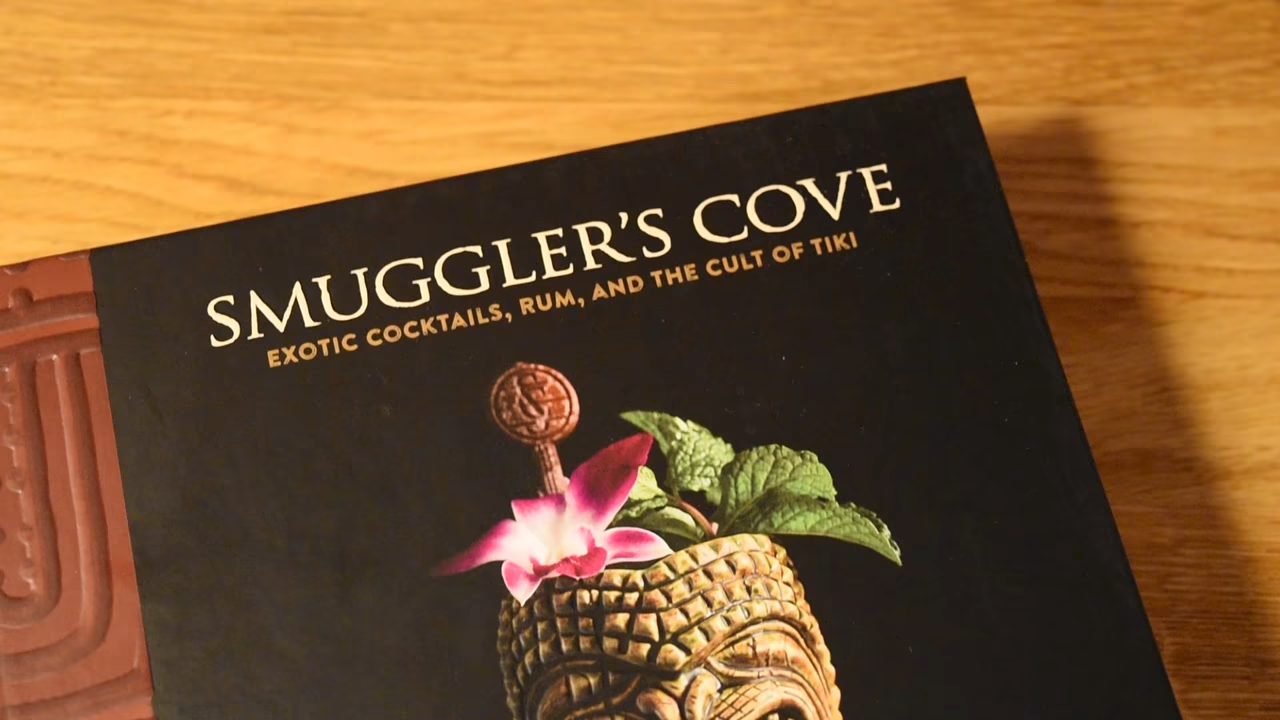 SMUGGLER'S COVE
EXOTIC COCKTAILS, RUM, AND THE CULT OF TIKI